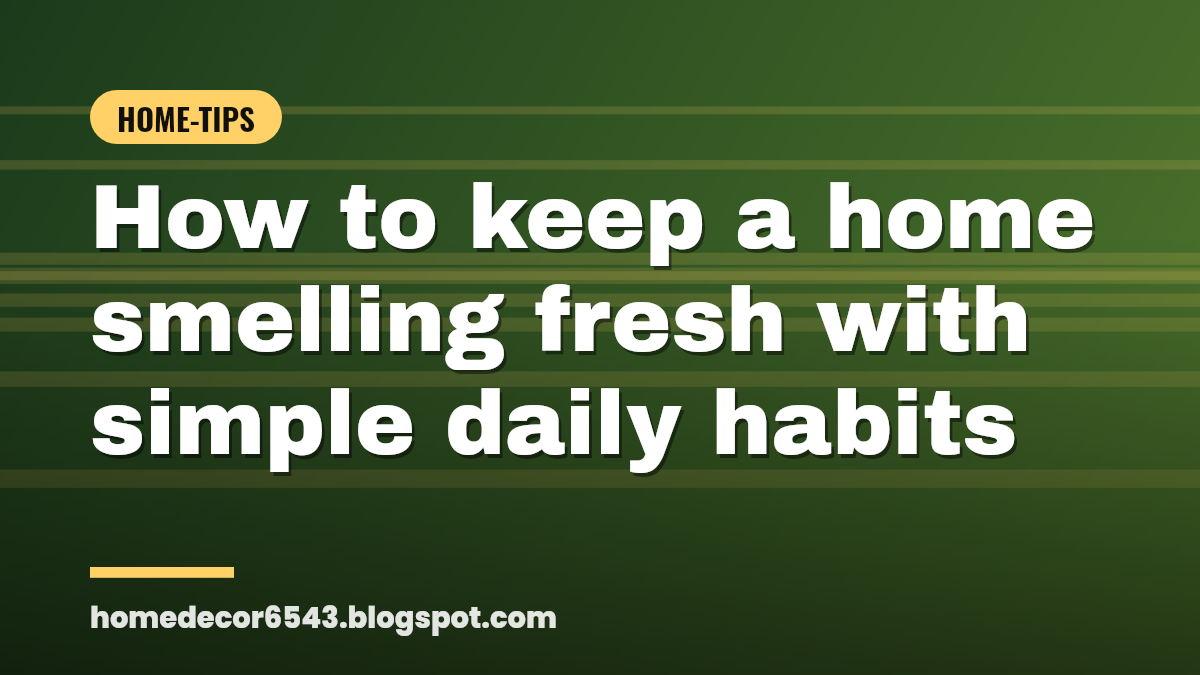 HOME-TIPS
How to keep a home
smelling fresh with
simple daily habits
homedecor6543.blogspot.com